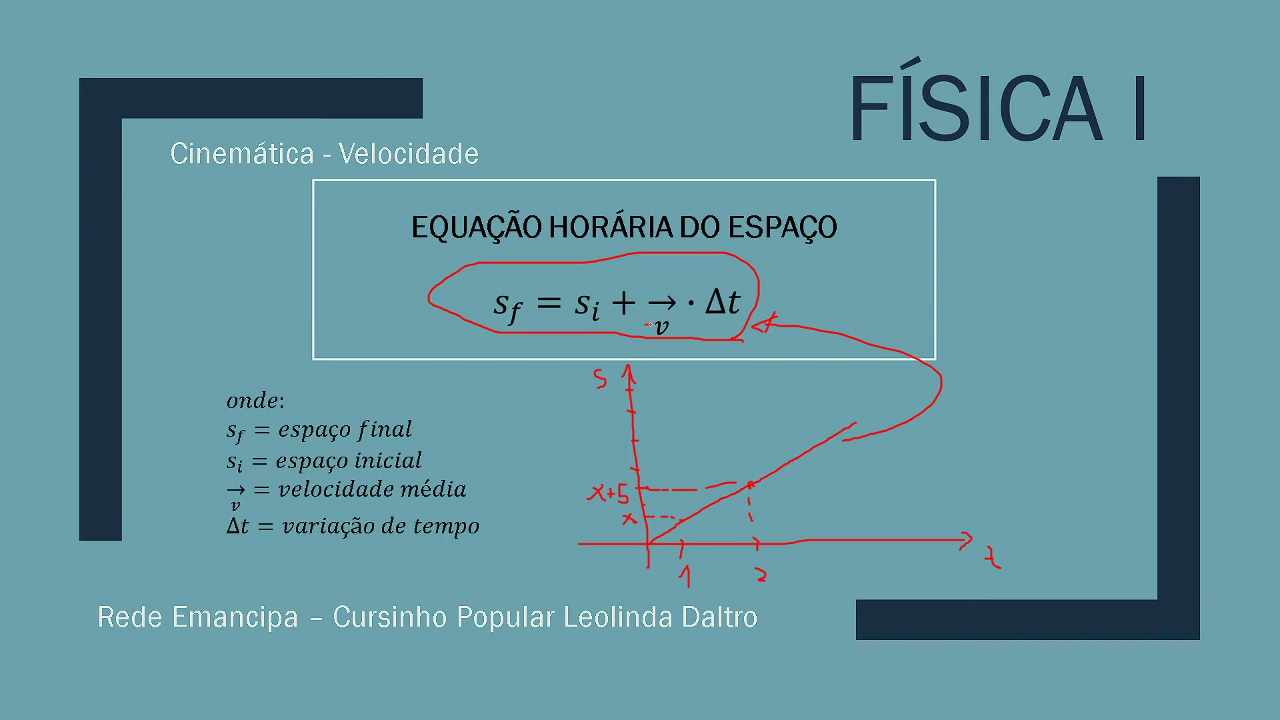 FÍSICA I
Cinemática - Velocidade
EQUAÇÃO HORÁRIA DO ESPAÇO
s_f = s_i + →_v · Δt
onde:
s_f = espaço final
s_i = espaço inicial
→_v = velocidade média
Δt = variação de tempo
s
x+5
x
1
2
t
Rede Emancipa – Cursinho Popular Leolinda Daltro